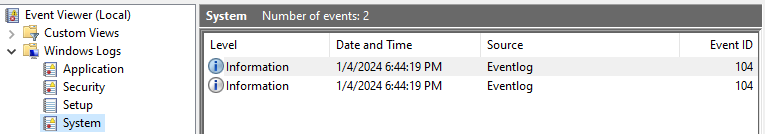 Event Viewer (Local)
Custom Views
Windows Logs
Application
Security
Setup
System
System Number of events: 2
Level Date and Time Source Event ID
Information 1/4/2024 6:44:19 PM Eventlog 104
Information 1/4/2024 6:44:19 PM Eventlog 104